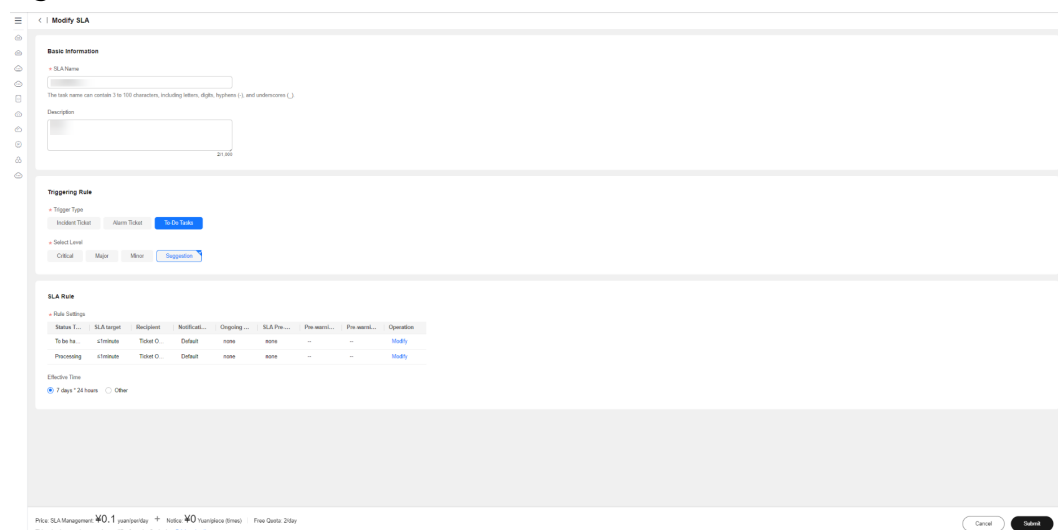 < | Modify SLA
Basic Information
* SLA Name
The task name can contain 3 to 100 characters, including letters, digits, hyphens (-), and underscores (_).
Description
2/1,000
Triggering Rule
* Trigger Type
Incident Ticket Alarm Ticket To-Do Tasks
* Select Level
Critical Major Minor Suggestion
SLA Rule
* Rule Settings
Status T... SLA target Recipient Notificati... Ongoing ... SLA Pre-... Pre-warni... Pre-warni... Operation
To be ha... ≤1minute Ticket O... Default none none -- -- Modify
Processing ≤1minute Ticket O... Default none none -- -- Modify
Effective Time
7 days * 24 hours Other
Price: SLA Management: ¥0.1 yuan/per/day + Notice: ¥0 Yuan/piece (times) Free Quota: 2/day
Cancel Submit